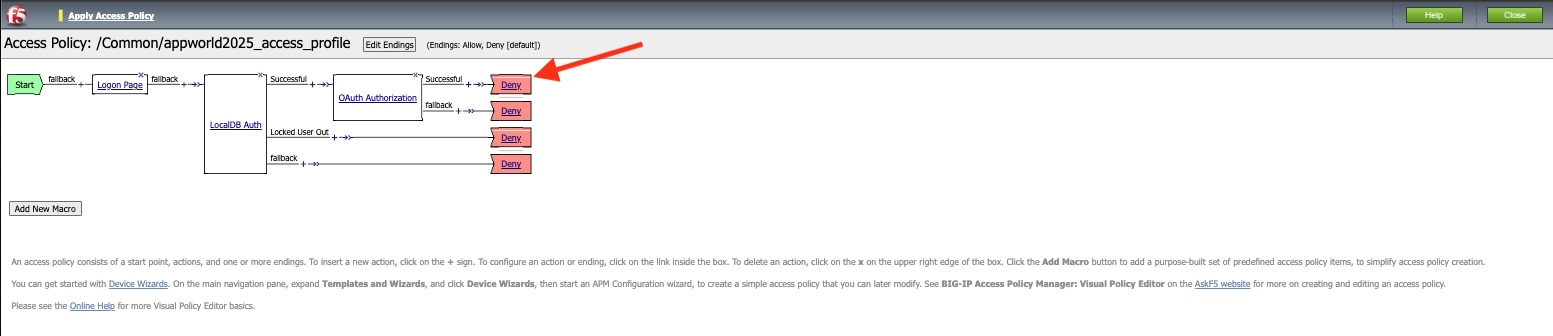 f5 Apply Access Policy Help Close
Access Policy: /Common/appworld2025_access_profile Edit Endings (Endings: Allow, Deny [default])
Start fallback + Logon Page x fallback + LocalDB Auth x Successful + OAuth Authorization x Successful + Deny
fallback + Deny
Locked User Out + Deny
fallback + Deny
Add New Macro
An access policy consists of a start point, actions, and one or more endings. To insert a new action, click on the + sign. To configure an action or ending, click on the link inside the box. To delete an action, click on the x on the upper right edge of the box. Click the Add Macro button to add a purpose-built set of predefined access policy items, to simplify access policy creation.
You can get started with Device Wizards. On the main navigation pane, expand Templates and Wizards, and click Device Wizards, then start an APM Configuration wizard, to create a simple access policy that you can later modify. See BIG-IP Access Policy Manager: Visual Policy Editor on the AskF5 website for more on creating and editing an access policy.
Please see the Online Help for more Visual Policy Editor basics.